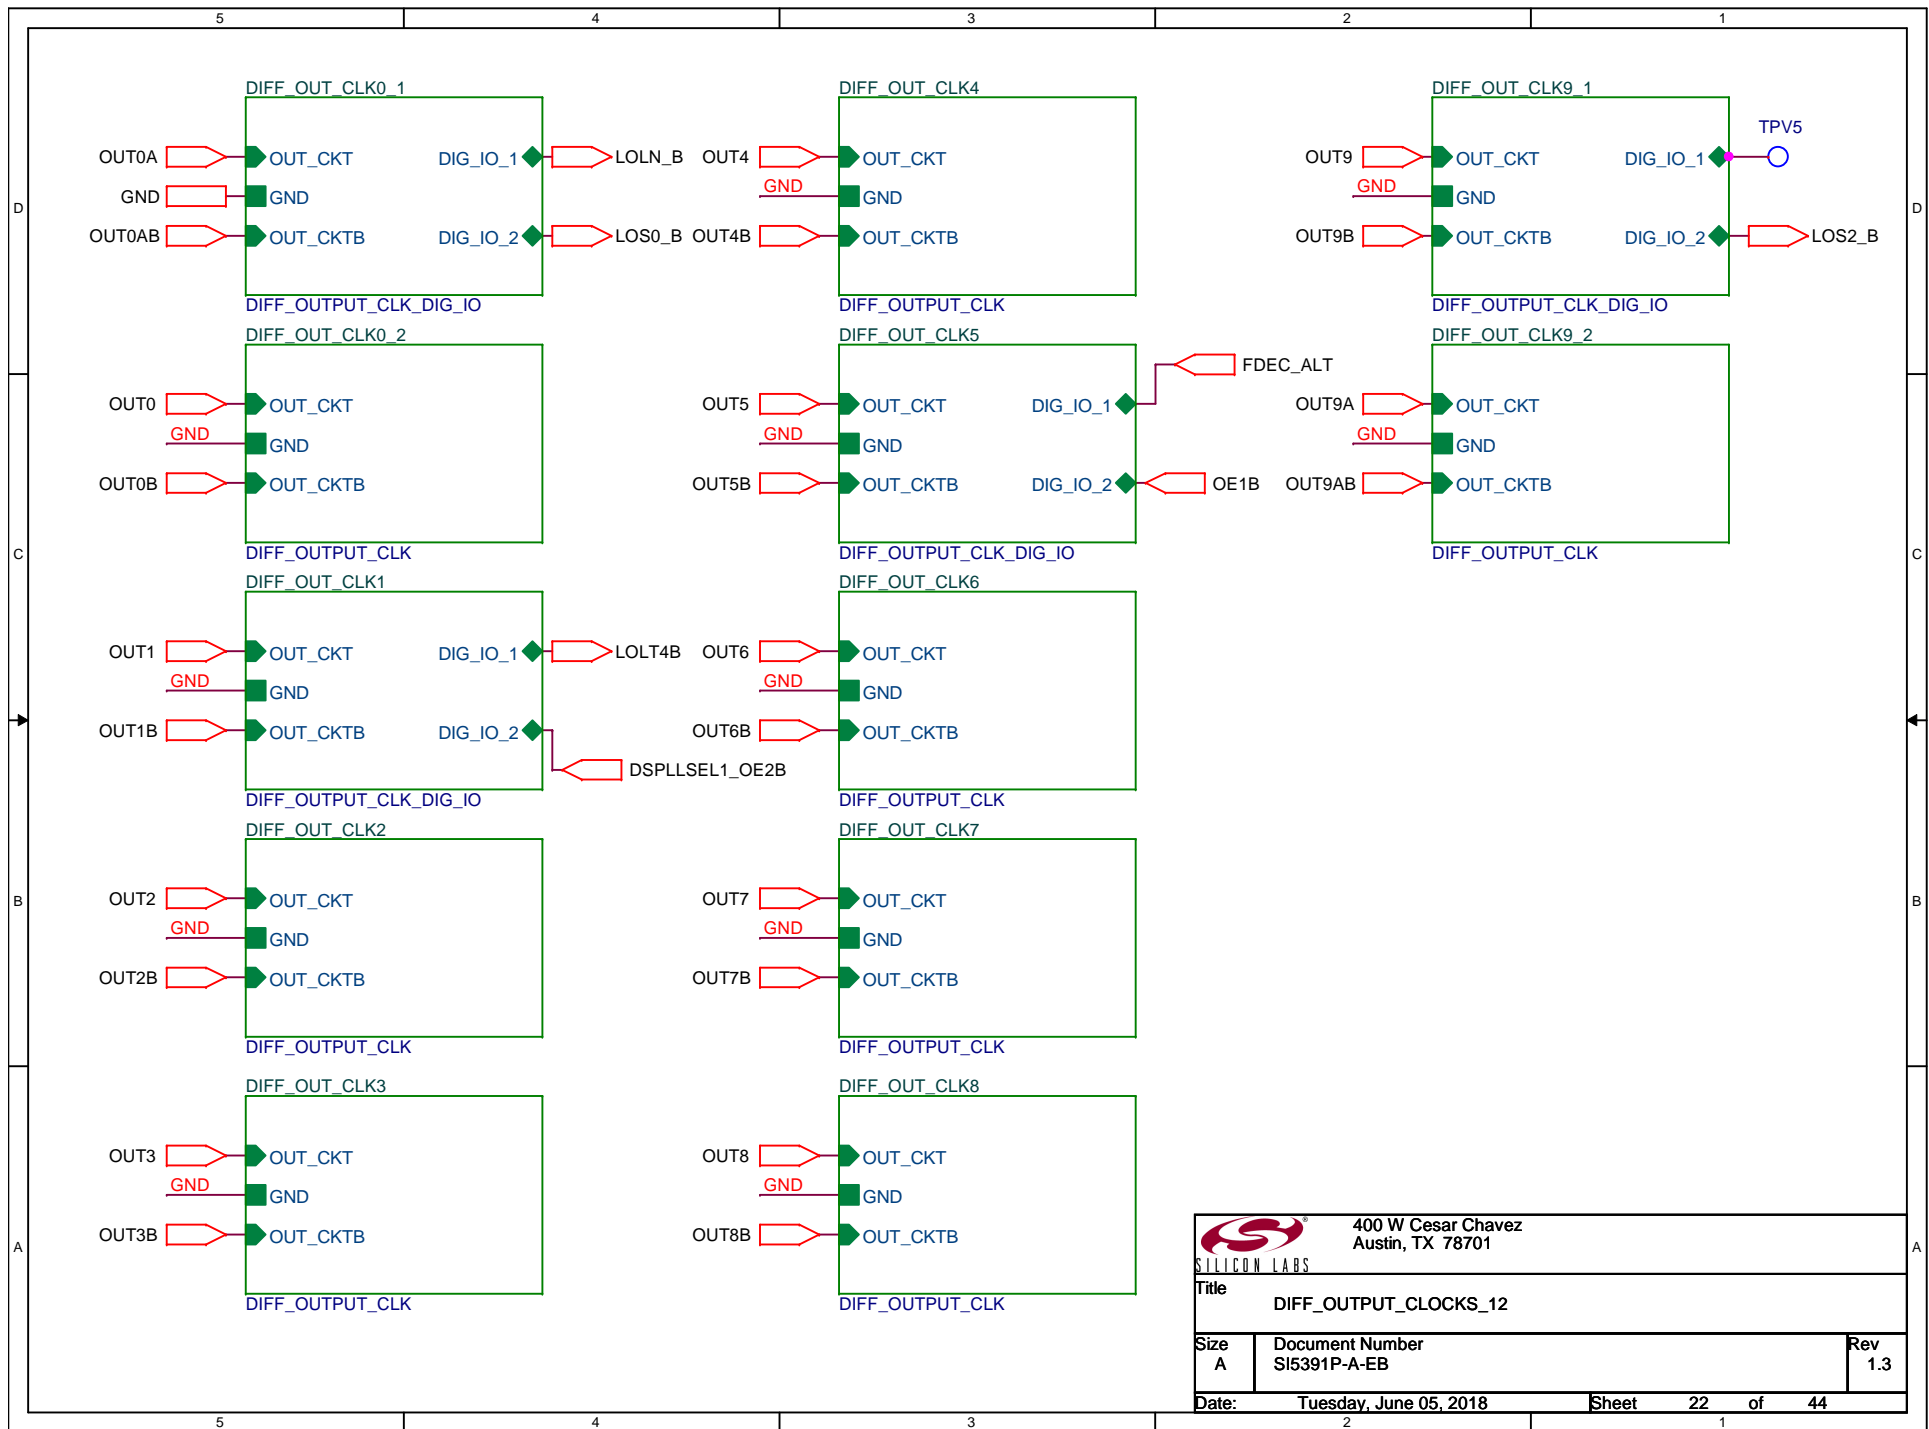 5 4 3 2 1
D
D
C
C
B
B
A
A
DIFF_OUT_CLK0_1
OUT0A
OUT_CKT
DIG_IO_1
LOLN_B
GND
GND
OUT0AB
OUT_CKTB
DIG_IO_2
LOS0_B
DIFF_OUTPUT_CLK_DIG_IO
DIFF_OUT_CLK0_2
OUT0
OUT_CKT
GND
GND
OUT0B
OUT_CKTB
DIFF_OUTPUT_CLK
DIFF_OUT_CLK1
OUT1
OUT_CKT
DIG_IO_1
LOLT4B
GND
GND
OUT1B
OUT_CKTB
DIG_IO_2
DSPLLSEL1_OE2B
DIFF_OUTPUT_CLK_DIG_IO
DIFF_OUT_CLK2
OUT2
OUT_CKT
GND
GND
OUT2B
OUT_CKTB
DIFF_OUTPUT_CLK
DIFF_OUT_CLK3
OUT3
OUT_CKT
GND
GND
OUT3B
OUT_CKTB
DIFF_OUTPUT_CLK
DIFF_OUT_CLK4
OUT4
OUT_CKT
GND
GND
OUT4B
OUT_CKTB
DIFF_OUTPUT_CLK
DIFF_OUT_CLK5
OUT5
OUT_CKT
DIG_IO_1
FDEC_ALT
GND
GND
OUT5B
OUT_CKTB
DIG_IO_2
OE1B
DIFF_OUTPUT_CLK_DIG_IO
DIFF_OUT_CLK6
OUT6
OUT_CKT
GND
GND
OUT6B
OUT_CKTB
DIFF_OUTPUT_CLK
DIFF_OUT_CLK7
OUT7
OUT_CKT
GND
GND
OUT7B
OUT_CKTB
DIFF_OUTPUT_CLK
DIFF_OUT_CLK8
OUT8
OUT_CKT
GND
GND
OUT8B
OUT_CKTB
DIFF_OUTPUT_CLK
DIFF_OUT_CLK9_1
TPV5
OUT9
OUT_CKT
DIG_IO_1
GND
GND
OUT9B
OUT_CKTB
DIG_IO_2
LOS2_B
DIFF_OUTPUT_CLK_DIG_IO
DIFF_OUT_CLK9_2
OUT9A
OUT_CKT
GND
GND
OUT9AB
OUT_CKTB
DIFF_OUTPUT_CLK
SILICON LABS
®
400 W Cesar Chavez
Austin, TX 78701
Title
DIFF_OUTPUT_CLOCKS_12
Size
A
Document Number
SI5391P-A-EB
Rev
1.3
Date: Tuesday, June 05, 2018
Sheet 22 of 44
5 4 3 2 1